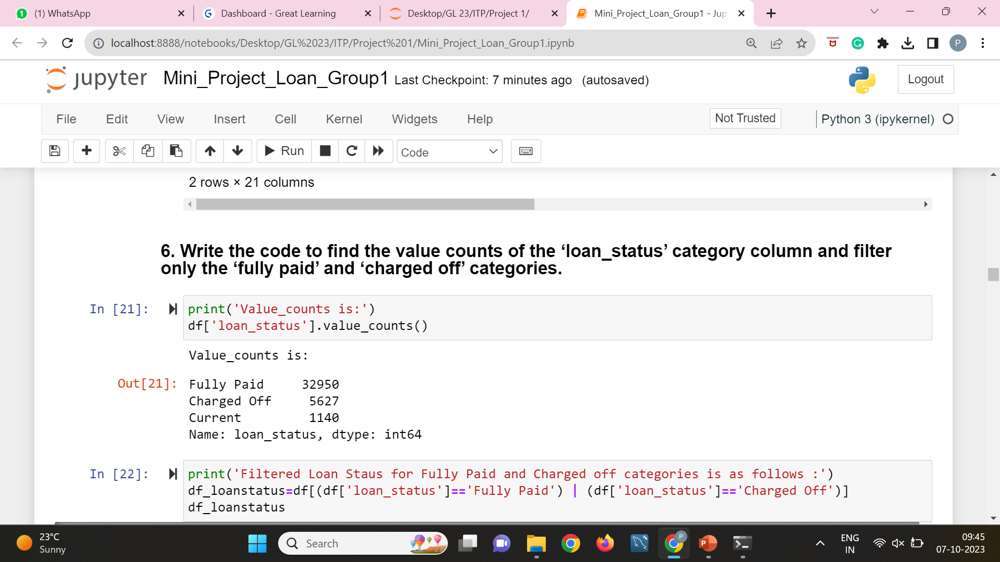 (1) WhatsApp
Dashboard - Great Learning
Desktop/GL 23/ITP/Project 1/
Mini_Project_Loan_Group1 - Jup
localhost:8888/notebooks/Desktop/GL%2023/ITP/Project%201/Mini_Project_Loan_Group1.ipynb
P
jupyter Mini_Project_Loan_Group1 Last Checkpoint: 7 minutes ago (autosaved)
Logout
File Edit View Insert Cell Kernel Widgets Help
Not Trusted
Python 3 (ipykernel)
Run
Code
2 rows × 21 columns
6. Write the code to find the value counts of the ‘loan_status’ category column and filter
only the ‘fully paid’ and ‘charged off’ categories.
In [21]: print('Value_counts is:')
df['loan_status'].value_counts()
Value_counts is:
Out[21]: Fully Paid 32950
Charged Off 5627
Current 1140
Name: loan_status, dtype: int64
In [22]: print('Filtered Loan Staus for Fully Paid and Charged off categories is as follows :')
df_loanstatus=df[(df['loan_status']=='Fully Paid') | (df['loan_status']=='Charged Off')]
df_loanstatus
23°C
Sunny
Search
P
P
ENG
IN
09:45
07-10-2023